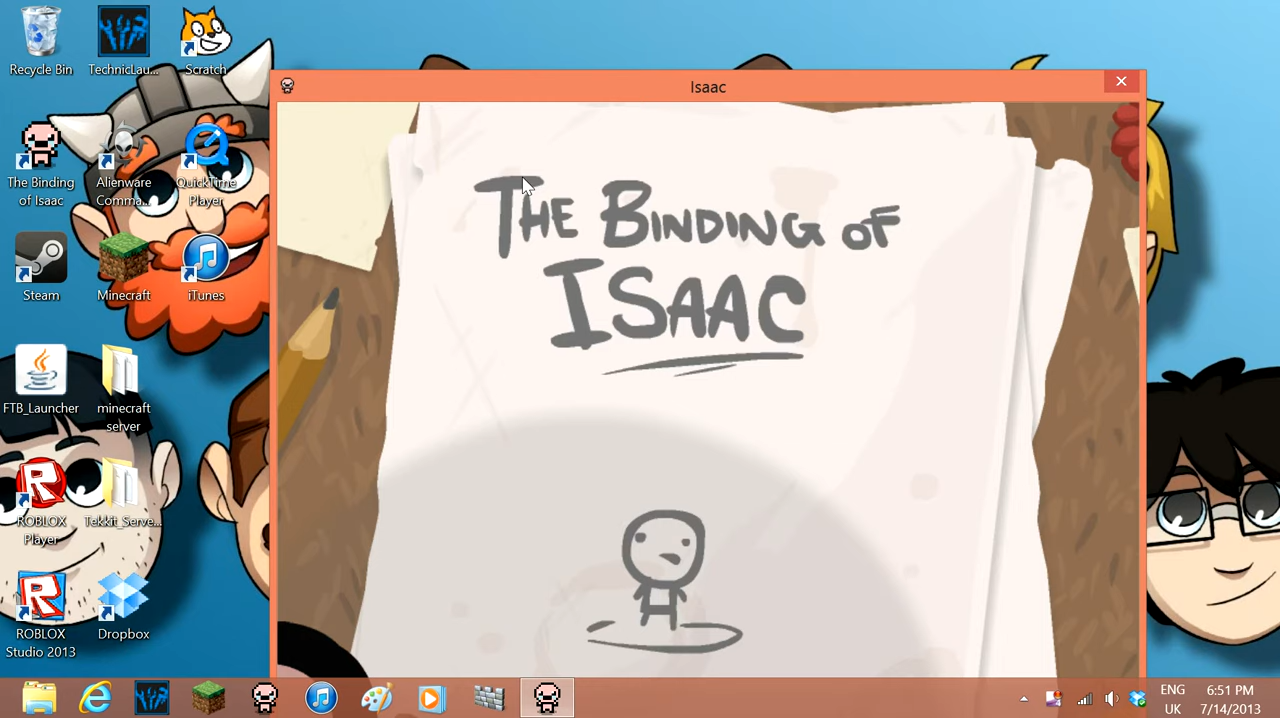 Recycle Bin
TechnicLau...
Scratch
The Binding
of Isaac
Alienware
Comma...
QuickTime
Player
Steam
Minecraft
iTunes
FTB_Launcher
minecraft
server
ROBLOX
Player
Tekkit_Serve...
ROBLOX
Studio 2013
Dropbox
Isaac
THE BINDING OF
ISAAC
ENG
UK
6:51 PM
7/14/2013